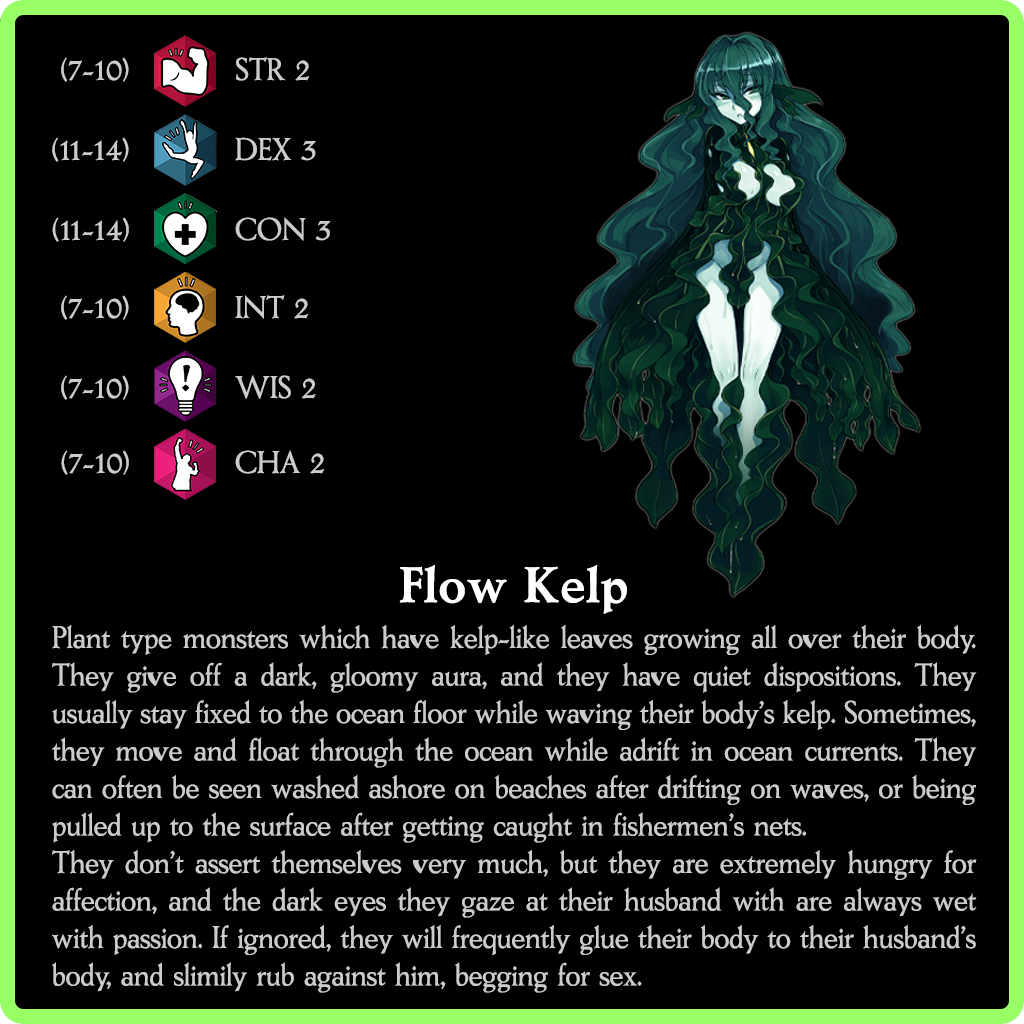 (7-10) STR 2
(11-14) DEX 3
(11-14) CON 3
(7-10) INT 2
(7-10) WIS 2
(7-10) CHA 2
Flow Kelp
Plant type monsters which have kelp-like leaves growing all over their body.
They give off a dark, gloomy aura, and they have quiet dispositions. They
usually stay fixed to the ocean floor while waving their body's kelp. Sometimes,
they move and float through the ocean while adrift in ocean currents. They
can often be seen washed ashore on beaches after drifting on waves, or being
pulled up to the surface after getting caught in fishermen's nets.
They don't assert themselves very much, but they are extremely hungry for
affection, and the dark eyes they gaze at their husband with are always wet
with passion. If ignored, they will frequently glue their body to their husband's
body, and slimily rub against him, begging for sex.